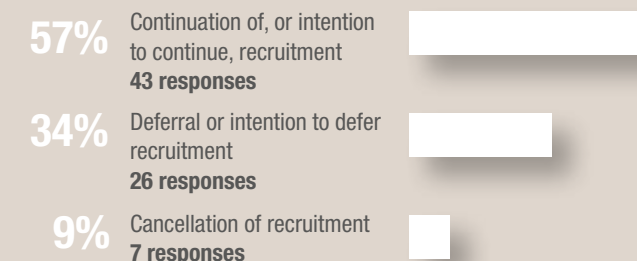 57%
Continuation of, or intention
to continue, recruitment
43 responses
34%
Deferral or intention to defer
recruitment
26 responses
9%
Cancellation of recruitment
7 responses